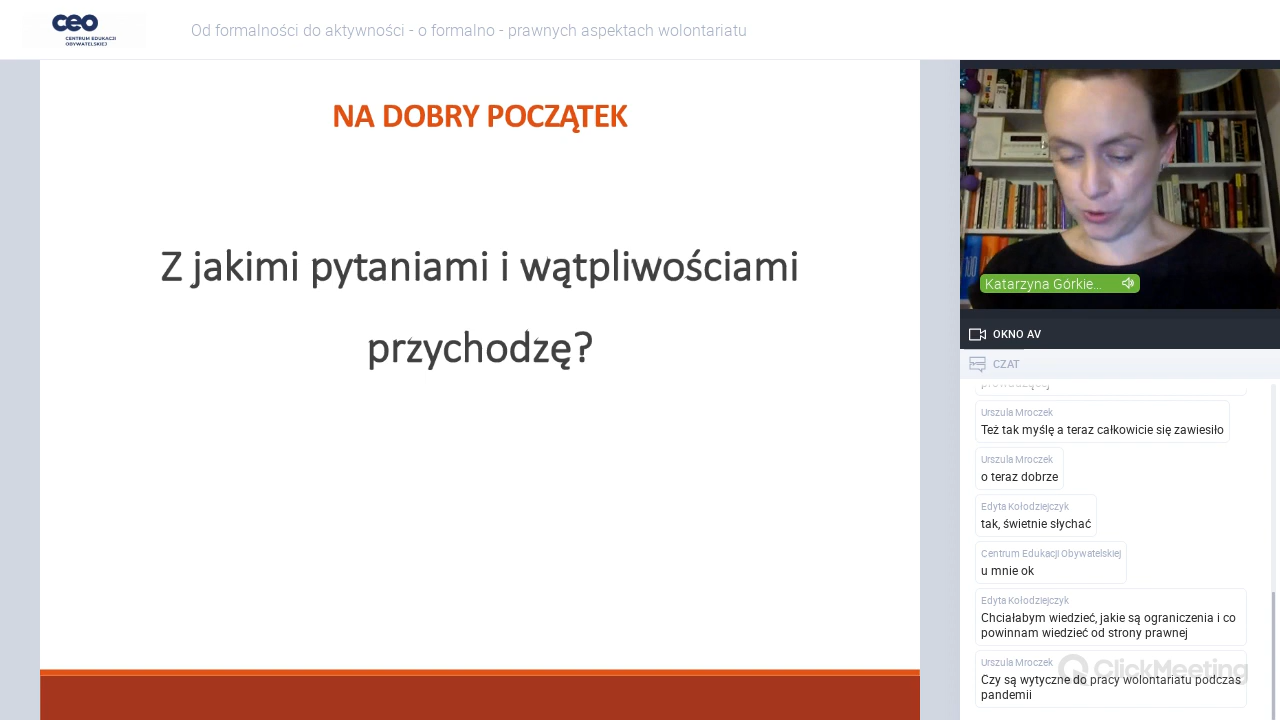 ceo
CENTRUM EDUKACJI
OBYWATELSKIEJ
Od formalności do aktywności - o formalno - prawnych aspektach wolontariatu
NA DOBRY POCZĄTEK
Z jakimi pytaniami i wątpliwościami
przychodzę?
Katarzyna Górkie...
OKNO AV
CZAT
prowadzącej
Urszula Mroczek
Też tak myślę a teraz całkowicie się zawiesiło
Urszula Mroczek
o teraz dobrze
Edyta Kołodziejczyk
tak, świetnie słychać
Centrum Edukacji Obywatelskiej
u mnie ok
Edyta Kołodziejczyk
Chciałabym wiedzieć, jakie są ograniczenia i co
powinnam wiedzieć od strony prawnej
Urszula Mroczek
Czy są wytyczne do pracy wolontariatu podczas
pandemii
ClickMeeting